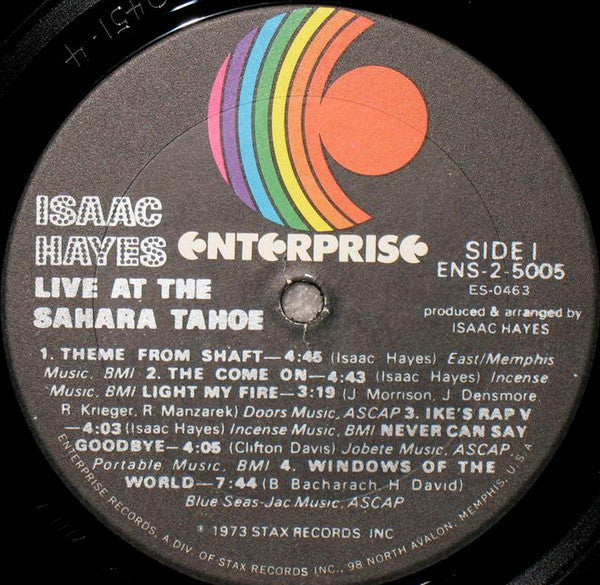 ISAAC
HAYES
ENTERPRISE
LIVE AT THE
SAHARA TAHOE
SIDE I
ENS-2-5005
ES-0463
produced & arranged by
ISAAC HAYES
1. THEME FROM SHAFT—4:45 (Isaac Hayes) East/Memphis
Music, BMI 2. THE COME ON—4:43 (Isaac Hayes) Incense
Music, BMI LIGHT MY FIRE—3:19 (J Morrison, J Densmore
R Krieger, R Manzarek) Doors Music, ASCAP 3. IKE'S RAP V
—4:03 (Isaac Hayes) Incense Music, BMI NEVER CAN SAY
GOODBYE—4:05 (Clifton Davis) Jobete Music, ASCAP
Portable Music, BMI 4. WINDOWS OF THE
WORLD—7:44 (B Bacharach, H David)
Blue Seas-Jac Music, ASCAP
℗ 1973 STAX RECORDS INC
ENTERPRISE RECORDS, A DIV. OF STAX RECORDS INC., 98 NORTH AVALON, MEMPHIS, U.S.A.